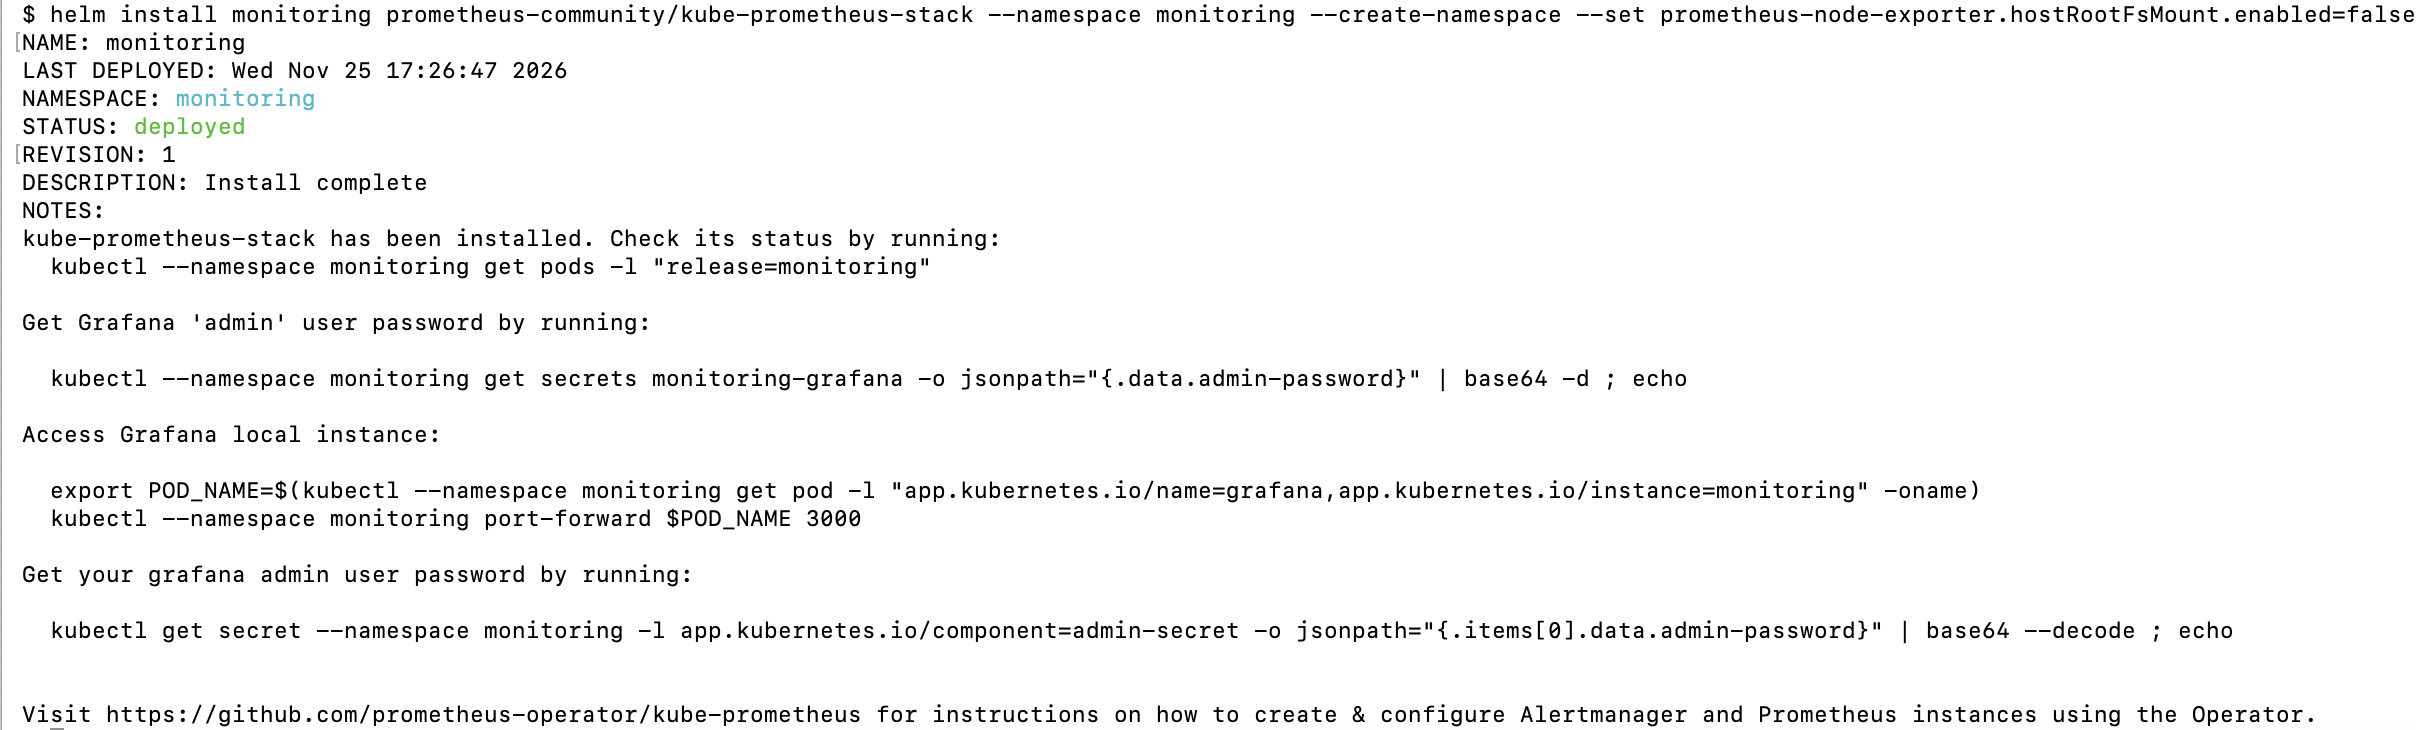 $ helm install monitoring prometheus-community/kube-prometheus-stack --namespace monitoring --create-namespace --set prometheus-node-exporter.hostRootFsMount.enabled=false
NAME: monitoring
LAST DEPLOYED: Wed Nov 25 17:26:47 2026
NAMESPACE: monitoring
STATUS: deployed
REVISION: 1
DESCRIPTION: Install complete
NOTES:
kube-prometheus-stack has been installed. Check its status by running:
  kubectl --namespace monitoring get pods -l "release=monitoring"

Get Grafana 'admin' user password by running:

  kubectl --namespace monitoring get secrets monitoring-grafana -o jsonpath="{.data.admin-password}" | base64 -d ; echo

Access Grafana local instance:

  export POD_NAME=$(kubectl --namespace monitoring get pod -l "app.kubernetes.io/name=grafana,app.kubernetes.io/instance=monitoring" -oname)
  kubectl --namespace monitoring port-forward $POD_NAME 3000

Get your grafana admin user password by running:

  kubectl get secret --namespace monitoring -l app.kubernetes.io/component=admin-secret -o jsonpath="{.items[0].data.admin-password}" | base64 --decode ; echo


Visit https://github.com/prometheus-operator/kube-prometheus for instructions on how to create & configure Alertmanager and Prometheus instances using the Operator.